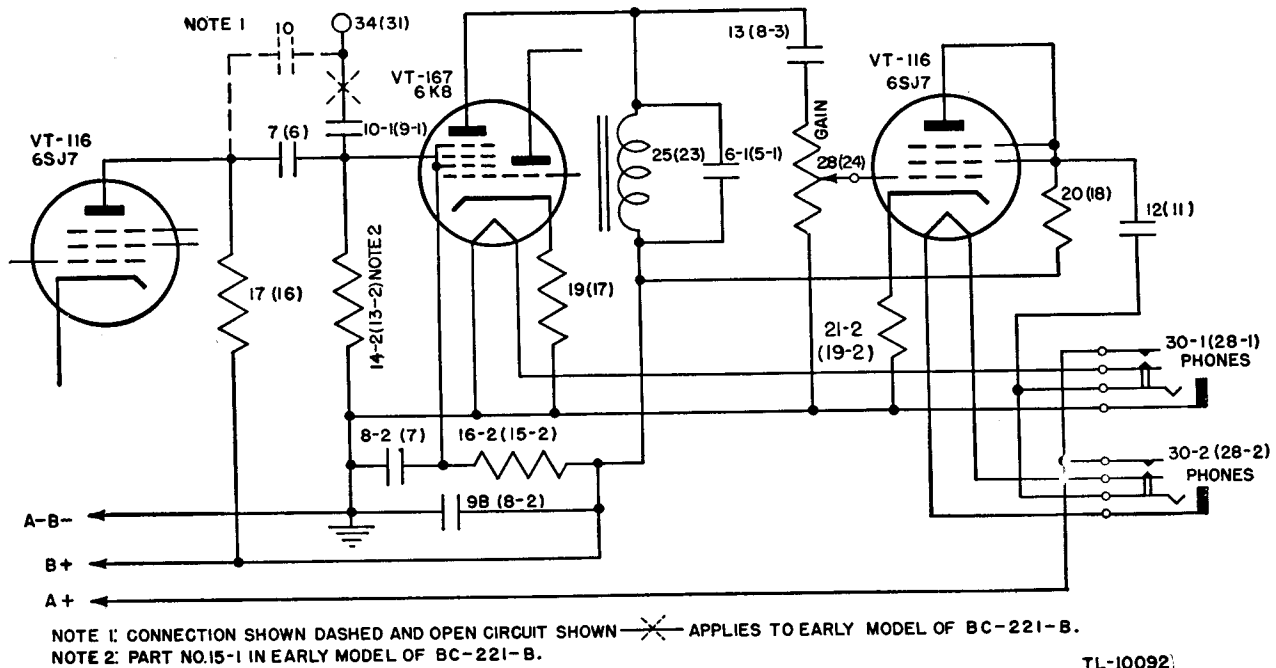 NOTE 1
10
34(31)
13 (8-3)
VT-167
6K8
VT-116
6SJ7
GAIN
VT-116
6SJ7
7(6)
10-1(9-1)
25(23)
6-1(5-1)
28(24)
20(18)
12(11)
17 (16)
14-2(13-2)NOTE2
19(17)
21-2
(19-2)
30-1(28-1)
PHONES
8-2 (7)
16-2(15-2)
30-2 (28-2)
PHONES
9B (8-2)
A-B-
B+
A+
NOTE 1: CONNECTION SHOWN DASHED AND OPEN CIRCUIT SHOWN APPLIES TO EARLY MODEL OF BC-221-B.
NOTE 2: PART NO.15-1 IN EARLY MODEL OF BC-221-B.
TL-10092)